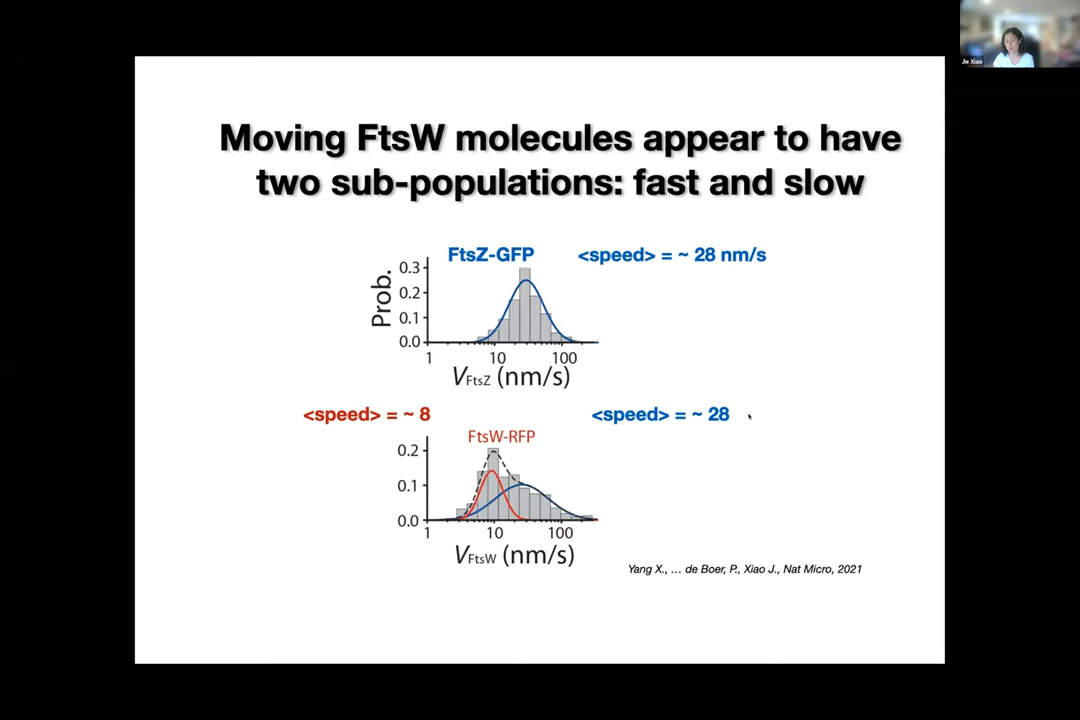 Jie Xiao
Moving FtsW molecules appear to have
two sub-populations: fast and slow
FtsZ-GFP
<speed> = ~ 28 nm/s
Prob.
0.3
0.2
0.1
0.0
1 10 100
VFtsZ (nm/s)
<speed> = ~ 8
<speed> = ~ 28
FtsW-RFP
0.2
0.1
0.0
1 10 100
VFtsW (nm/s)
Yang X., ... de Boer, P., Xiao J., Nat Micro, 2021